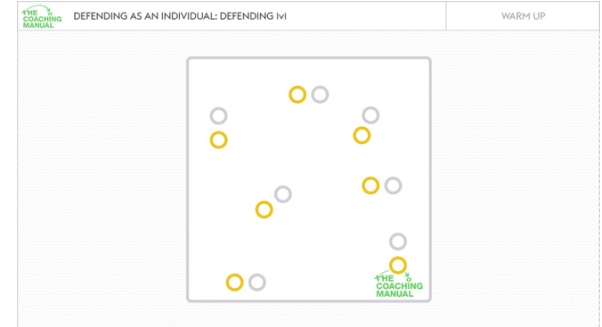 THE
COACHING
MANUAL
DEFENDING AS AN INDIVIDUAL: DEFENDING 1v1
WARM UP
THE
COACHING
MANUAL